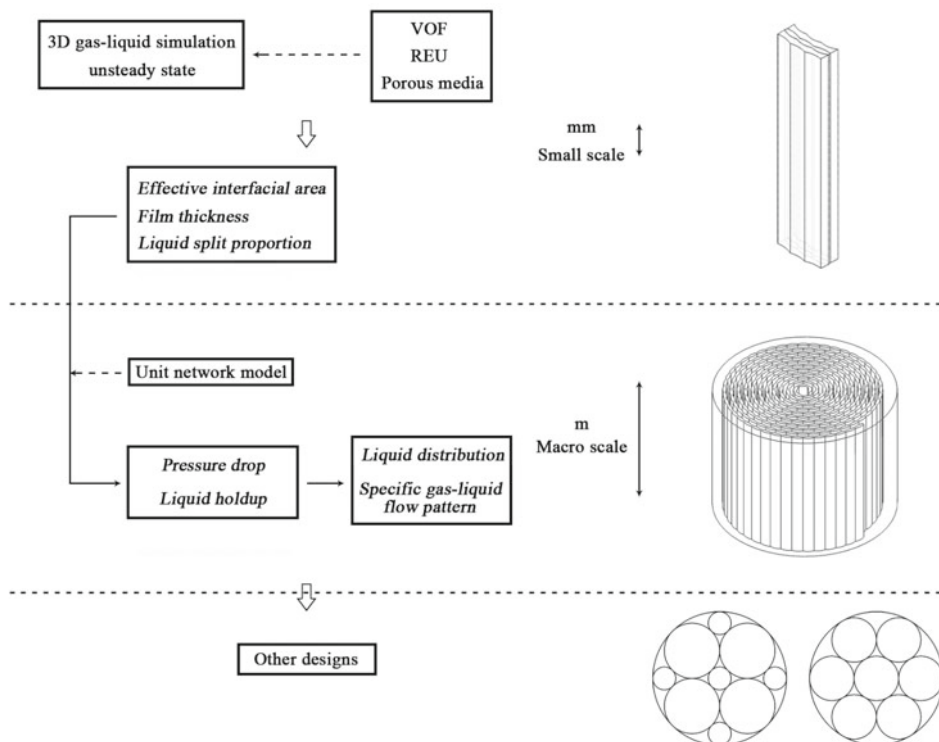 3D gas-liquid simulation
unsteady state
VOF
REU
Porous media
mm
Small scale
Effective interfacial area
Film thickness
Liquid split proportion
Unit network model
m
Macro scale
Pressure drop
Liquid holdup
Liquid distribution
Specific gas-liquid
flow pattern
Other designs